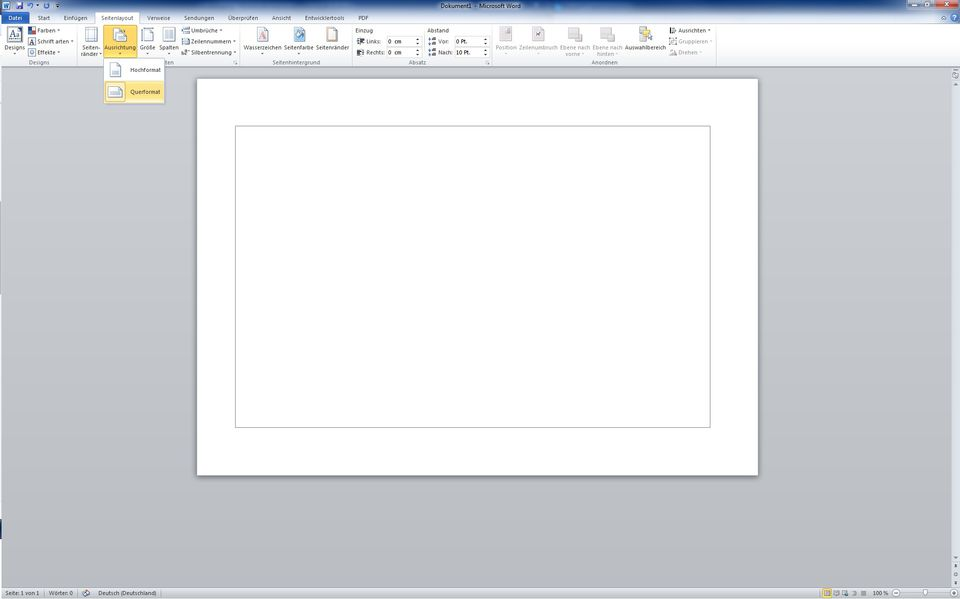 Dokument1 - Microsoft Word
Datei Start Einfügen Seitenlayout Verweise Sendungen Überprüfen Ansicht Entwicklertools PDF
Designs
Farben
Schriftarten
Effekte
Designs
Seiten-
ränder
Ausrichtung
Größe
Spalten
Umbrüche
Zeilennummern
Silbentrennung
ten
Hochformat
Querformat
Wasserzeichen
Seitenfarbe
Seitenränder
Seitenhintergrund
Einzug
Links: 0 cm
Rechts: 0 cm
Abstand
Vor: 0 Pt.
Nach: 10 Pt.
Absatz
Position
Zeilenumbruch
Ebene nach
vorne
Ebene nach
hinten
Auswahlbereich
Ausrichten
Gruppieren
Drehen
Anordnen
Seite: 1 von 1 Wörter: 0 Deutsch (Deutschland) 100 %